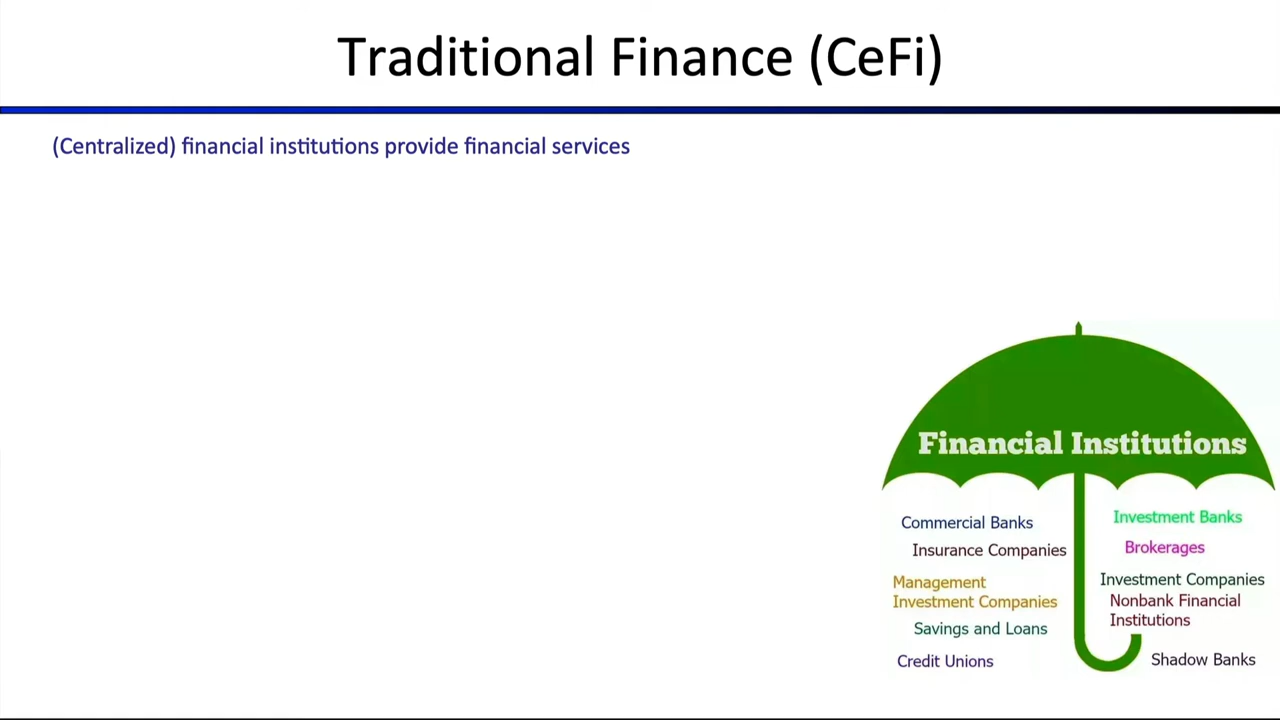 Traditional Finance (CeFi)
(Centralized) financial institutions provide financial services
Financial Institutions
Commercial Banks
Insurance Companies
Management
Investment Companies
Savings and Loans
Credit Unions
Investment Banks
Brokerages
Investment Companies
Nonbank Financial
Institutions
Shadow Banks